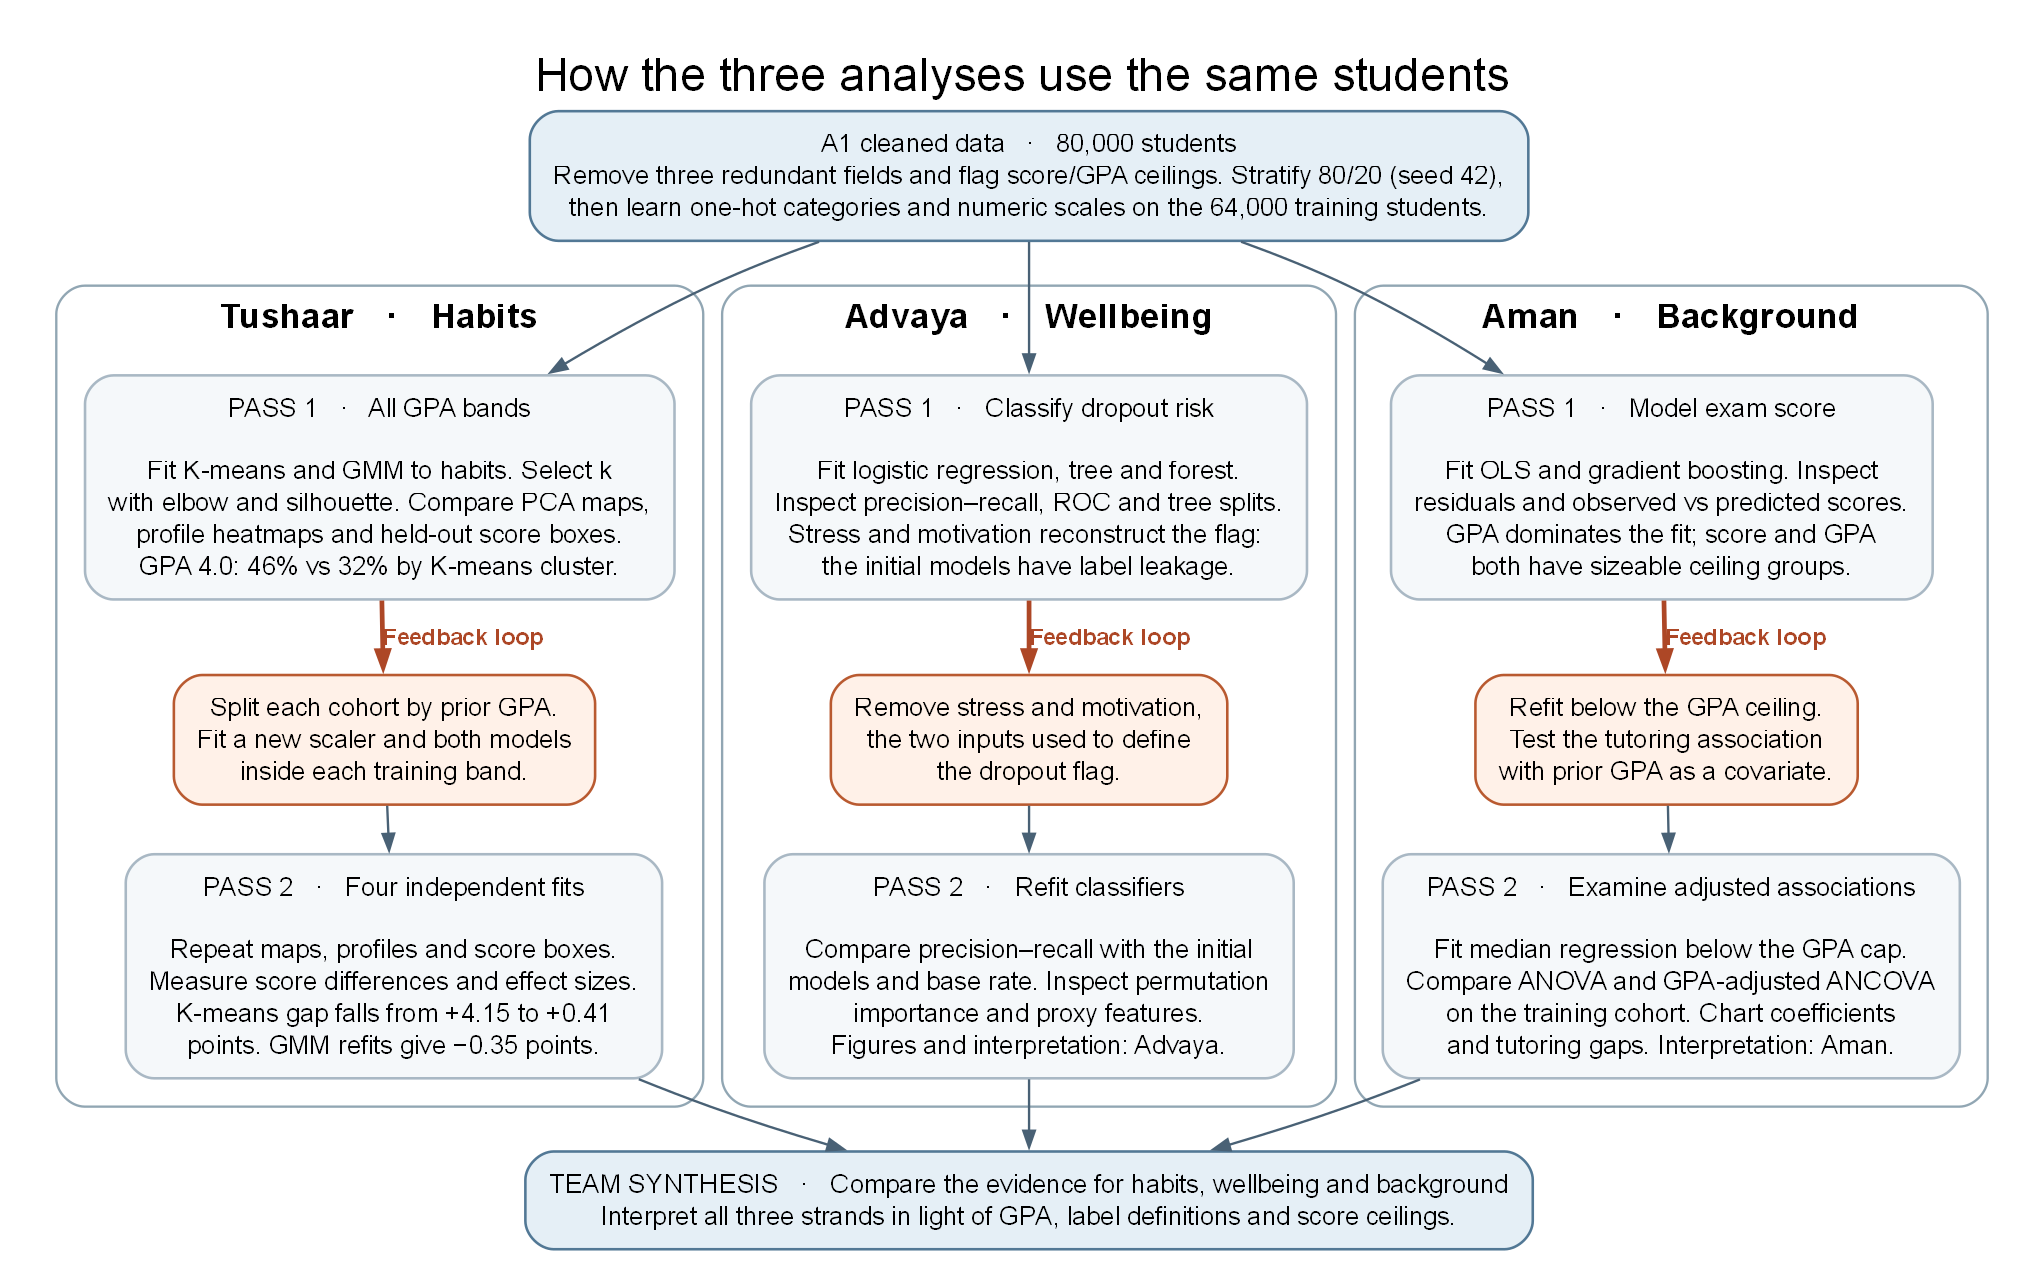 How the three analyses use the same students
A1 cleaned data · 80,000 students
Remove three redundant fields and flag score/GPA ceilings. Stratify 80/20 (seed 42),
then learn one-hot categories and numeric scales on the 64,000 training students.
Tushaar · Habits
PASS 1 · All GPA bands
Fit K-means and GMM to habits. Select k
with elbow and silhouette. Compare PCA maps,
profile heatmaps and held-out score boxes.
GPA 4.0: 46% vs 32% by K-means cluster.
Feedback loop
Split each cohort by prior GPA.
Fit a new scaler and both models
inside each training band.
PASS 2 · Four independent fits
Repeat maps, profiles and score boxes.
Measure score differences and effect sizes.
K-means gap falls from +4.15 to +0.41
points. GMM refits give −0.35 points.
Advaya · Wellbeing
PASS 1 · Classify dropout risk
Fit logistic regression, tree and forest.
Inspect precision–recall, ROC and tree splits.
Stress and motivation reconstruct the flag:
the initial models have label leakage.
Feedback loop
Remove stress and motivation,
the two inputs used to define
the dropout flag.
PASS 2 · Refit classifiers
Compare precision–recall with the initial
models and base rate. Inspect permutation
importance and proxy features.
Figures and interpretation: Advaya.
Aman · Background
PASS 1 · Model exam score
Fit OLS and gradient boosting. Inspect
residuals and observed vs predicted scores.
GPA dominates the fit; score and GPA
both have sizeable ceiling groups.
Feedback loop
Refit below the GPA ceiling.
Test the tutoring association
with prior GPA as a covariate.
PASS 2 · Examine adjusted associations
Fit median regression below the GPA cap.
Compare ANOVA and GPA-adjusted ANCOVA
on the training cohort. Chart coefficients
and tutoring gaps. Interpretation: Aman.
TEAM SYNTHESIS · Compare the evidence for habits, wellbeing and background
Interpret all three strands in light of GPA, label definitions and score ceilings.